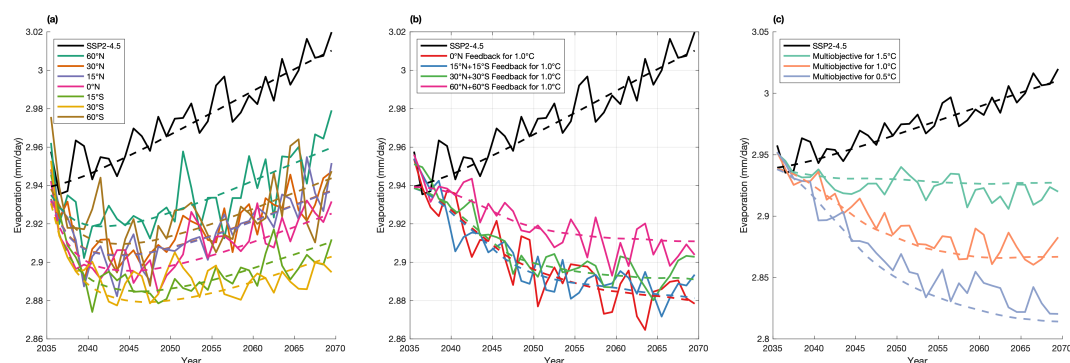 (a)
3.02
3
2.98
2.96
2.94
2.92
2.9
2.88
2.86
Evaporation (mm/day)
SSP2-4.5
60°N
30°N
15°N
0°N
15°S
30°S
60°S
2035 2040 2045 2050 2055 2060 2065 2070
Year
(b)
3.02
3
2.98
2.96
2.94
2.92
2.9
2.88
2.86
Evaporation (mm/day)
SSP2-4.5
0°N Feedback for 1.0°C
15°N+15°S Feedback for 1.0°C
30°N+30°S Feedback for 1.0°C
60°N+60°S Feedback for 1.0°C
2035 2040 2045 2050 2055 2060 2065 2070
Year
(c)
3.05
3
2.95
2.9
2.85
2.8
Evaporation (mm/day)
SSP2-4.5
Multiobjective for 1.5°C
Multiobjective for 1.0°C
Multiobjective for 0.5°C
2035 2040 2045 2050 2055 2060 2065 2070
Year